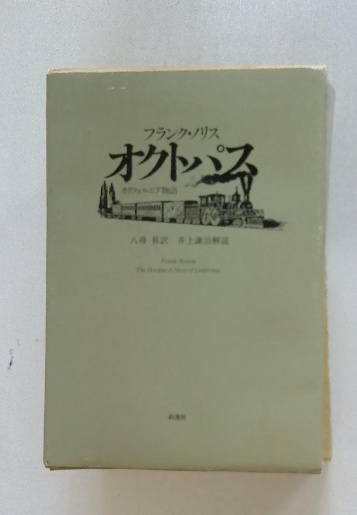 フランク・ノリス
オクトパス
カリフォルニア物語
八尋 昇訳 井上謙治解説
Frank Norris
The Octopus: A Story of California
彩流社